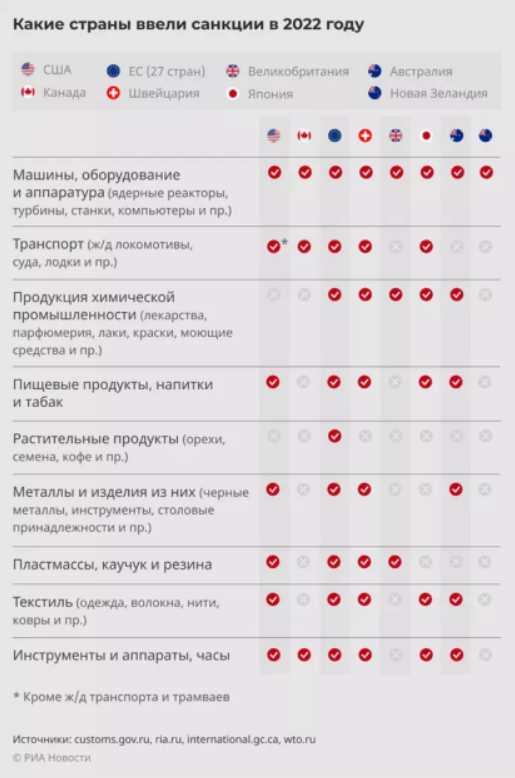 Какие страны ввели санкции в 2022 году
США
ЕС (27 стран)
Великобритания
Австралия
Канада
Швейцария
Япония
Новая Зеландия
Машины, оборудование
и аппаратура (ядерные реакторы,
турбины, станки, компьютеры и пр.)
Транспорт (ж/д локомотивы,
суда, лодки и пр.)
*
Продукция химической
промышленности (лекарства,
парфюмерия, лаки, краски, моющие
средства и пр.)
Пищевые продукты, напитки
и табак
Растительные продукты (орехи,
семена, кофе и пр.)
Металлы и изделия из них (черные
металлы, инструменты, столовые
принадлежности и пр.)
Пластмассы, каучук и резина
Текстиль (одежда, волокна, нити,
ковры и пр.)
Инструменты и аппараты, часы
* Кроме ж/д транспорта и трамваев
Источники: customs.gov.ru, ria.ru, international.gc.ca, wto.ru
© РИА Новости